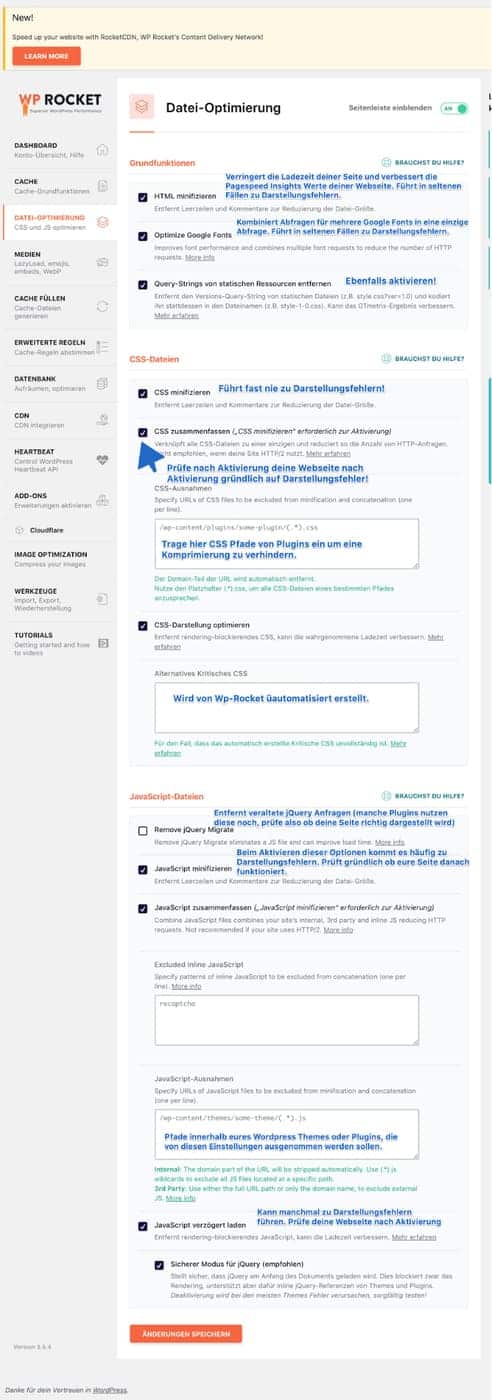 New!
Speed up your website with RocketCDN, WP Rocket's Content Delivery Network!
LEARN MORE
WP ROCKET
Superior WordPress Performance
DASHBOARD
Konto-Übersicht, Hilfe
CACHE
Cache-Grundfunktionen
DATEI-OPTIMIERUNG
CSS und JS optimieren
MEDIEN
LazyLoad, emojis,
embeds, WebP
CACHE FÜLLEN
Cache-Dateien
generieren
ERWEITERTE REGELN
Cache-Regeln abstimmen
DATENBANK
Aufräumen, optimieren
CDN
CDN integrieren
HEARTBEAT
Control WordPress
Heartbeat API
ADD-ONS
Erweiterungen aktivieren
Cloudflare
IMAGE OPTIMIZATION
Compress your images
WERKZEUGE
Import, Export,
Wiederherstellung
TUTORIALS
Getting started and how
to videos
Version 3.6.4
Datei-Optimierung
Seitenleiste einblenden
AN
Grundfunktionen
BRAUCHST DU HILFE?
Verringert die Ladezeit deiner Seite und verbessert die
Pagespeed Insights Werte deiner Webseite. Führt in seltenen
Fällen zu Darstellungsfehlern.
HTML minifizieren
Entfernt Leerzeilen und Kommentare zur Reduzierung der Datei-Größe.
Kombiniert Abfragen für mehrere Google Fonts in eine einzige
Abfrage. Führt in seltenen Fällen zu Darstellungsfehlern.
Optimize Google Fonts
Improves font performance and combines multiple font requests to reduce the number of HTTP
requests. More info
Query-Strings von statischen Ressourcen entfernen
Ebenfalls aktivieren!
Entfernt den Versions-Query-String von statischen Dateien (z.B. style.css?ver=1.0) und kodiert
ihn stattdessen in den Dateinamen (z.B. style-1-0.css). Kann das GTmetrix-Ergebnis verbessern.
Mehr erfahren
CSS-Dateien
BRAUCHST DU HILFE?
CSS minifizieren
Führt fast nie zu Darstellungsfehlern!
Entfernt Leerzeilen und Kommentare zur Reduzierung der Datei-Größe.
CSS zusammenfassen („CSS minifizieren“ erforderlich zur Aktivierung)
Verknüpft alle CSS-Dateien zu einer einzigen und reduziert so die Anzahl von HTTP-Anfragen.
cht empfohlen, wenn deine Site HTTP/2 nutzt. Mehr erfahren
Prüfe nach Aktivierung deine Webseite nach
Aktivierung gründlich auf Darstellungsfehler!
CSS-Ausnahmen
Specify URLs of CSS files to be excluded from minification and concatenation (one
per line).
/wp-content/plugins/some-plugin/(.*).css
Trage hier CSS Pfade von Plugins ein um eine
Komprimierung zu verhindern.
Der Domain-Teil der URL wird automatisch entfernt.
Nutze den Platzhalter (.*).css, um alle CSS-Dateien eines bestimmten Pfades
anzusprechen.
CSS-Darstellung optimieren
Entfernt rendering-blockierendes CSS, kann die wahrgenommene Ladezeit verbessern. Mehr
erfahren
Alternatives Kritisches CSS
Wird von Wp-Rocket üautomatisiert erstellt.
Für den Fall, dass das automatisch erstellte Kritische CSS unvollständig ist. Mehr
erfahren
JavaScript-Dateien
BRAUCHST DU HILFE?
Entfernt veraltete jQuery Anfragen (manche Plugins nutzen
diese noch, prüfe also ob deine Seite richtig dargestellt wird)
Remove jQuery Migrate
Remove jQuery Migrate eliminates a JS file and can improve load time. More info
Beim Aktivieren dieser Optionen kommt es häufig zu
Darstellungsfehlern. Prüft gründlich ob eure Seite danach
funktioniert.
JavaScript minifizieren
Entfernt Leerzeilen und Kommentare zur Reduzierung der Datei-Größe.
JavaScript zusammenfassen („JavaScript minifizieren“ erforderlich zur Aktivierung)
Combine JavaScript files combines your site's internal, 3rd party and inline JS reducing HTTP
requests. Not recommended if your site uses HTTP/2. More info
Excluded Inline JavaScript
Specify patterns of inline JavaScript to be excluded from concatenation (one per
line). More info
recaptcha
JavaScript-Ausnahmen
Specify URLs of JavaScript files to be excluded from minification and concatenation
(one per line).
/wp-content/themes/some-theme/(.*).js
Pfade innerhalb eures Wordpress Themes oder Plugins, die
von diesen Einstellungen ausgenommen werden sollen.
Internal: The domain part of the URL will be stripped automatically. Use (.*).js
wildcards to exclude all JS files located at a specific path.
3rd Party: Use either the full URL path or only the domain name, to exclude external
JS. More info
Kann manchmal zu Darstellungsfehlern
führen. Prüfe deine Webseite nach Aktivierung
JavaScript verzögert laden
Entfernt rendering-blockierendes JavaScript, kann die Ladezeit verbessern. Mehr erfahren
Sicherer Modus für jQuery (empfohlen)
Stellt sicher, dass jQuery am Anfang des Dokuments geladen wird. Dies blockiert zwar das
Rendering, unterstützt aber dafür inline jQuery-Referenzen von Themes und Plugins.
Deaktivierung wird bei den meisten Themes Fehler verursachen, sorgfältig testen!
ÄNDERUNGEN SPEICHERN
Danke für dein Vertrauen in WordPress.